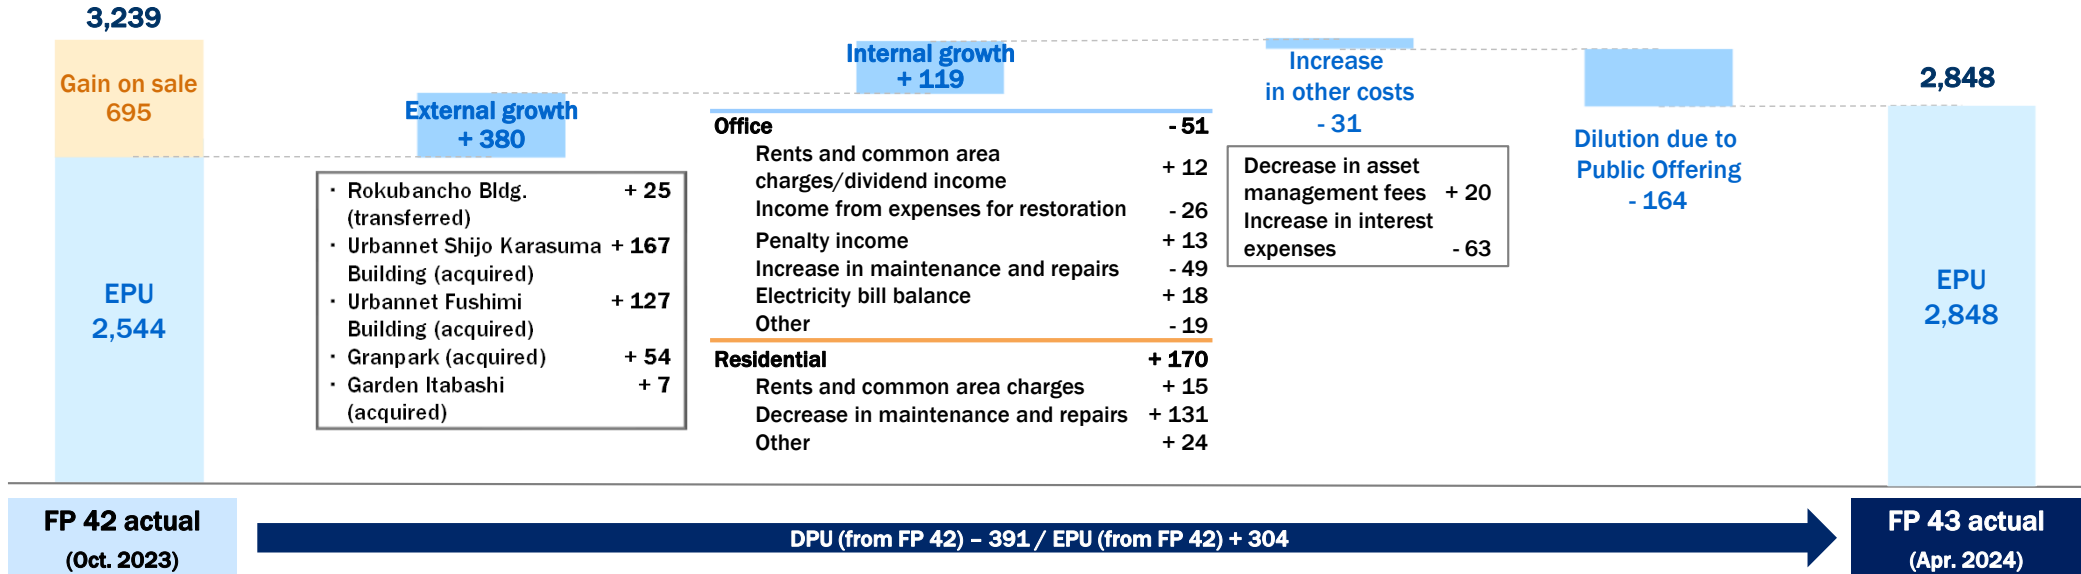 3,239
Gain on sale
695
EPU
2,544
External growth
+ 380
・ Rokubancho Bldg. + 25
(transferred)
・ Urbannet Shijo Karasuma + 167
Building (acquired)
・ Urbannet Fushimi + 127
Building (acquired)
・ Granpark (acquired) + 54
・ Garden Itabashi + 7
(acquired)
Internal growth
+ 119
Office - 51
Rents and common area
charges/dividend income + 12
Income from expenses for restoration - 26
Penalty income + 13
Increase in maintenance and repairs - 49
Electricity bill balance + 18
Other - 19
Residential + 170
Rents and common area charges + 15
Decrease in maintenance and repairs + 131
Other + 24
Increase
in other costs
- 31
Decrease in asset
management fees + 20
Increase in interest
expenses - 63
Dilution due to
Public Offering
- 164
2,848
EPU
2,848
FP 42 actual
(Oct. 2023)
DPU (from FP 42) – 391 / EPU (from FP 42) + 304
FP 43 actual
(Apr. 2024)